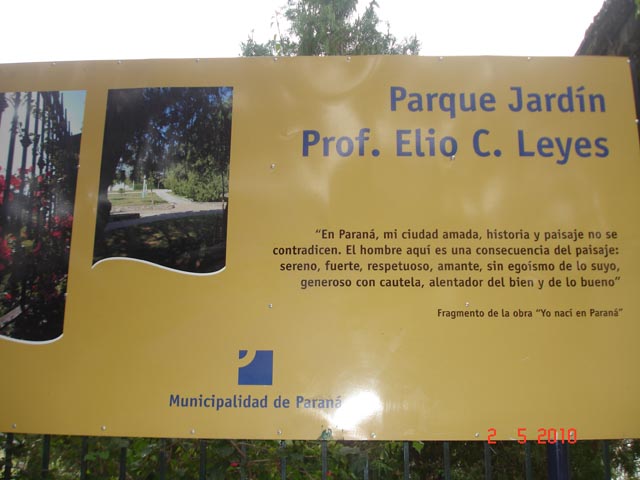 Parque Jardín
Prof. Elio C. Leyes
“En Paraná, mi ciudad amada, historia y paisaje no se
contradicen. El hombre aquí es una consecuencia del paisaje:
sereno, fuerte, respetuoso, amante, sin egoísmo de lo suyo,
generoso con cautela, alentador del bien y de lo bueno”
Fragmento de la obra “Yo nací en Paraná”
Municipalidad de Paraná
2 5 2010